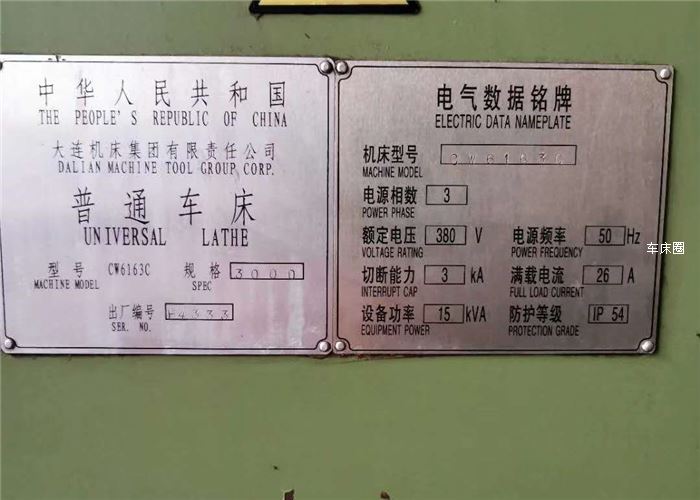 中华人民共和国
THE PEOPLE'S REPUBLIC OF CHINA
大连机床集团有限责任公司
DALIAN MACHINE TOOL GROUP CORP.
普通车床
UNIVERSAL LATHE
型号 CW6163C 规格 3000
MACHINE MODEL SPEC
出厂编号 F4333
SER. NO.
电气数据铭牌
ELECTRIC DATA NAMEPLATE
机床型号 CW6163C
MACHINE MODEL
电源相数 3
POWER PHASE
额定电压 380 V 电源频率 50 Hz
VOLTAGE RATING POWER FREQUENCY
切断能力 3 kA 满载电流 26 A
INTERRUPT CAP FULL LOAD CURRENT
设备功率 15 kVA 防护等级 IP 54
EQUIPMENT POWER PROTECTION GRADE
车床圈